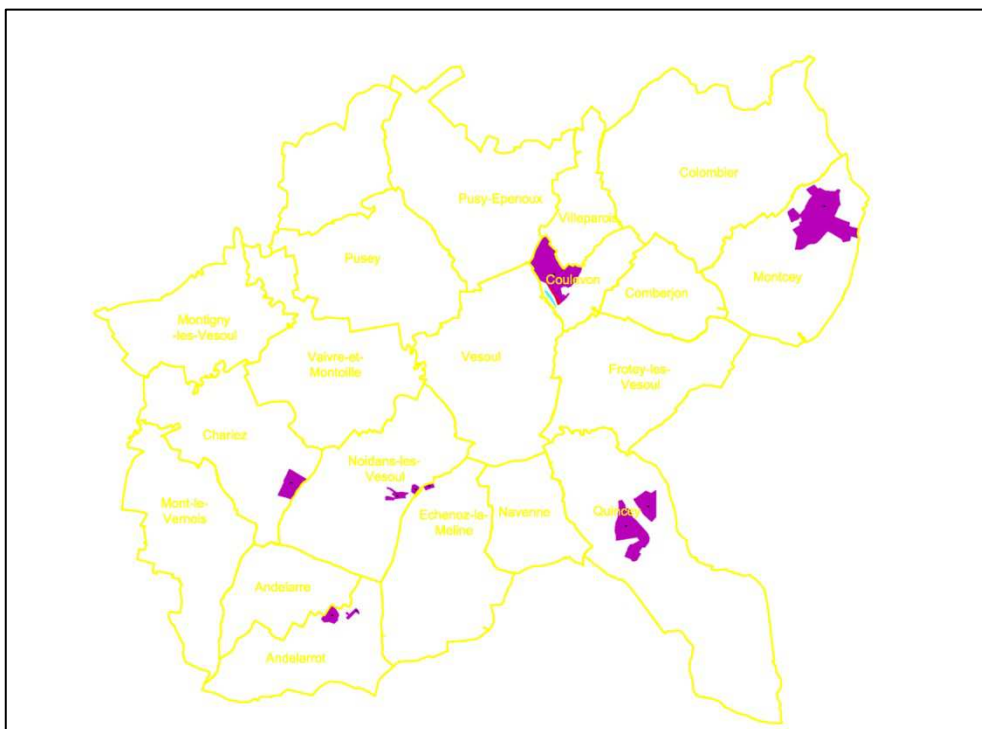 Colombier
Pusy-Epenoux
Villeparois
Pusey
Montcey
Coulevon
Comberjon
Montigny
-les-Vesoul
Vaivre-et-
Montoille
Vesoul
Frotey-les-
Vesoul
Chariez
Noidans-les-
Vesoul
Mont-le-
Vernois
Echenoz-la-
Meline
Navenne
Quincey
Andelarre
Andelarrot